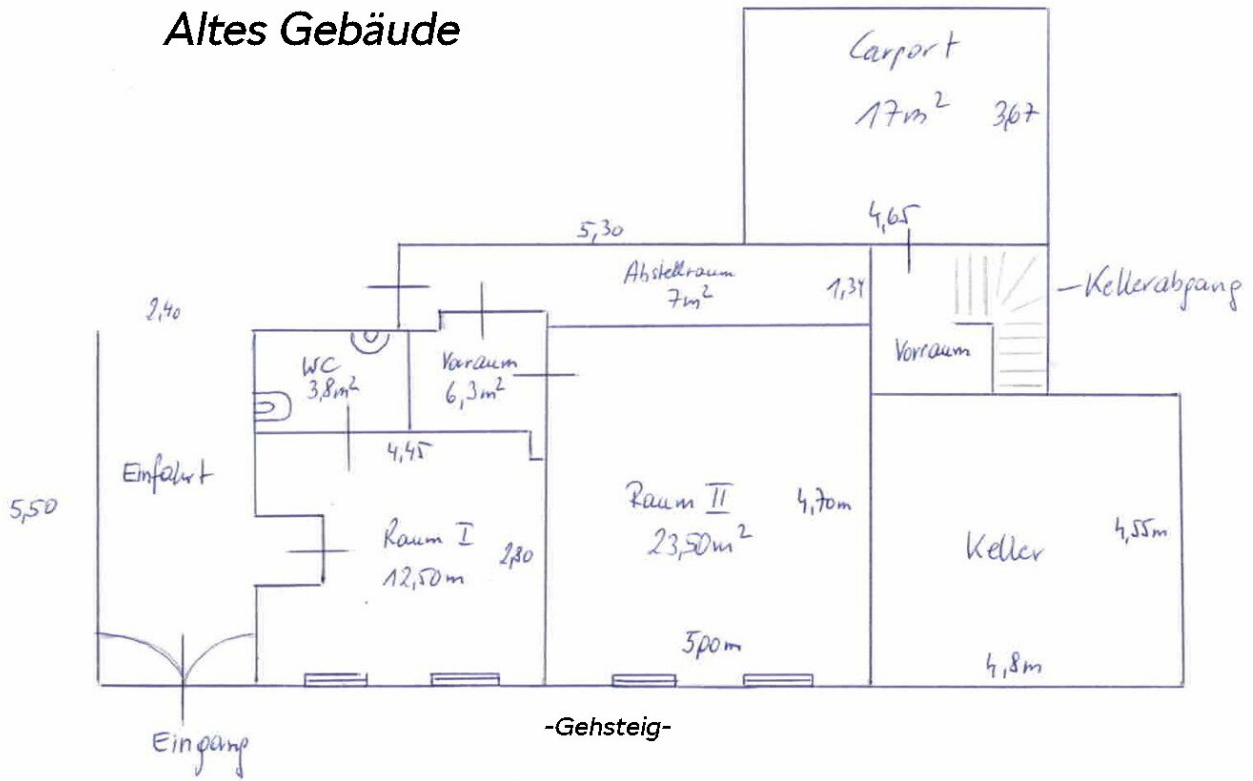 Altes Gebäude
Carport
17m² 3,67
4,65
5,30
Abstellraum
7m² 1,34
Kellerabgang
2,40
WC
3,8m²
Voraum
6,3m²
Vorraum
4,45
Einfahrt
5,50
Raum I
12,50m
2,80
Raum II
23,50m²
4,70m
Keller
4,55m
5,00m
4,8m
Eingang
-Gehsteig-